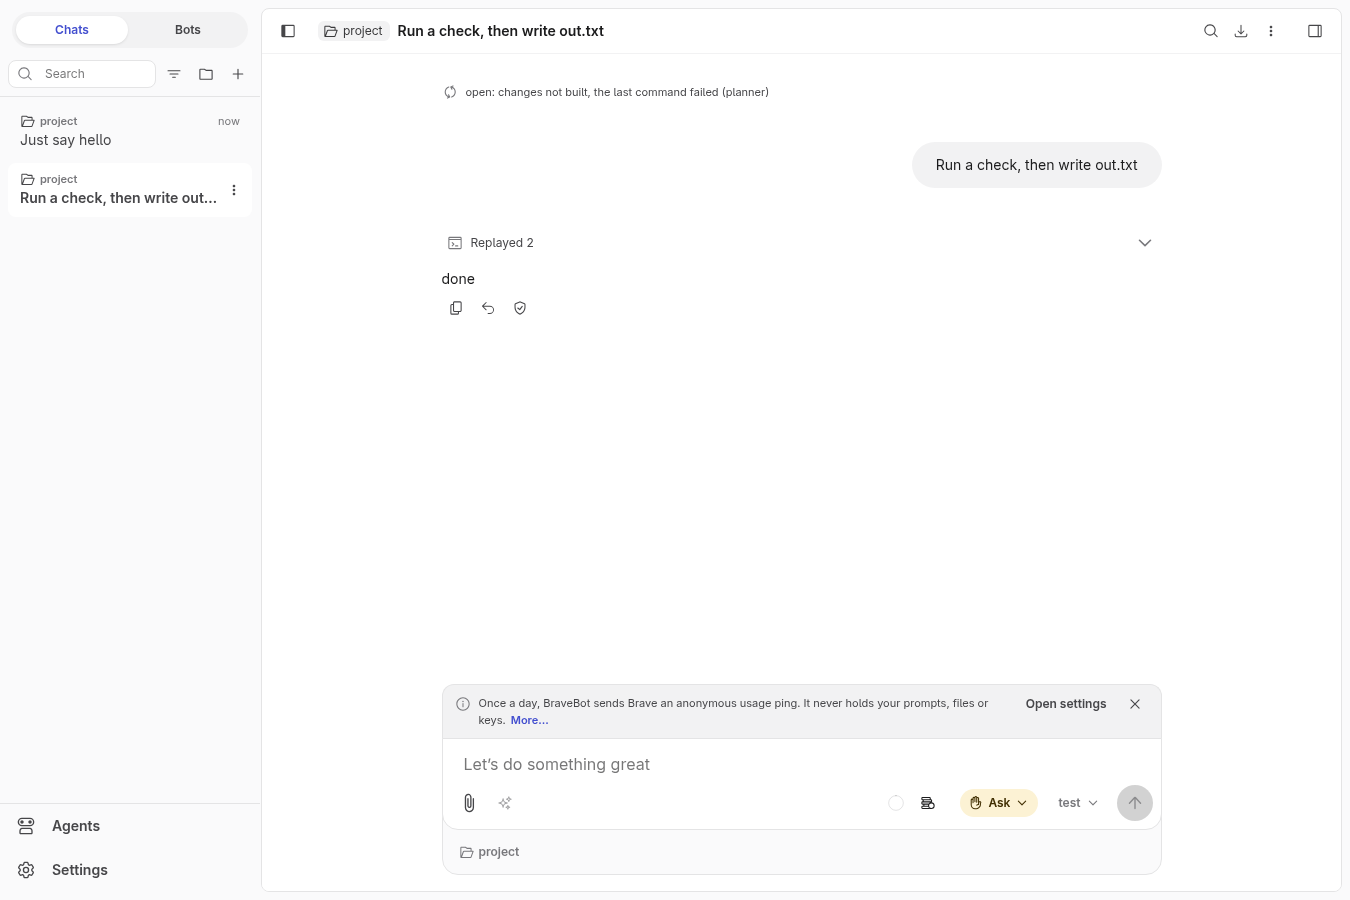 Chats
Bots
Search
project
now
Just say hello
project
Run a check, then write out...
Agents
Settings
project
Run a check, then write out.txt
open: changes not built, the last command failed (planner)
Run a check, then write out.txt
Replayed 2
done
Once a day, BraveBot sends Brave an anonymous usage ping. It never holds your prompts, files or
keys. More...
Open settings
Let's do something great
Ask
test
project